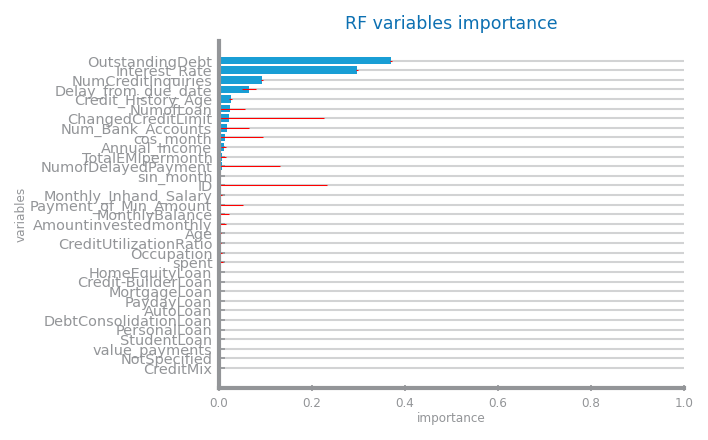 RF variables importance
OutstandingDebt
Interest_Rate
NumCreditInquiries
Delay_from_due_date
Credit_History_Age
NumofLoan
ChangedCreditLimit
Num_Bank_Accounts
cos_month
Annual_Income
TotalEMIpermonth
NumofDelayedPayment
sin_month
ID
Monthly_Inhand_Salary
Payment_of_Min_Amount
MonthlyBalance
Amountinvestedmonthly
Age
CreditUtilizationRatio
Occupation
spent
HomeEquityLoan
Credit-BuilderLoan
MortgageLoan
PaydayLoan
AutoLoan
DebtConsolidationLoan
PersonalLoan
StudentLoan
value_payments
NotSpecified
CreditMix
variables
0.0 0.2 0.4 0.6 0.8 1.0
importance